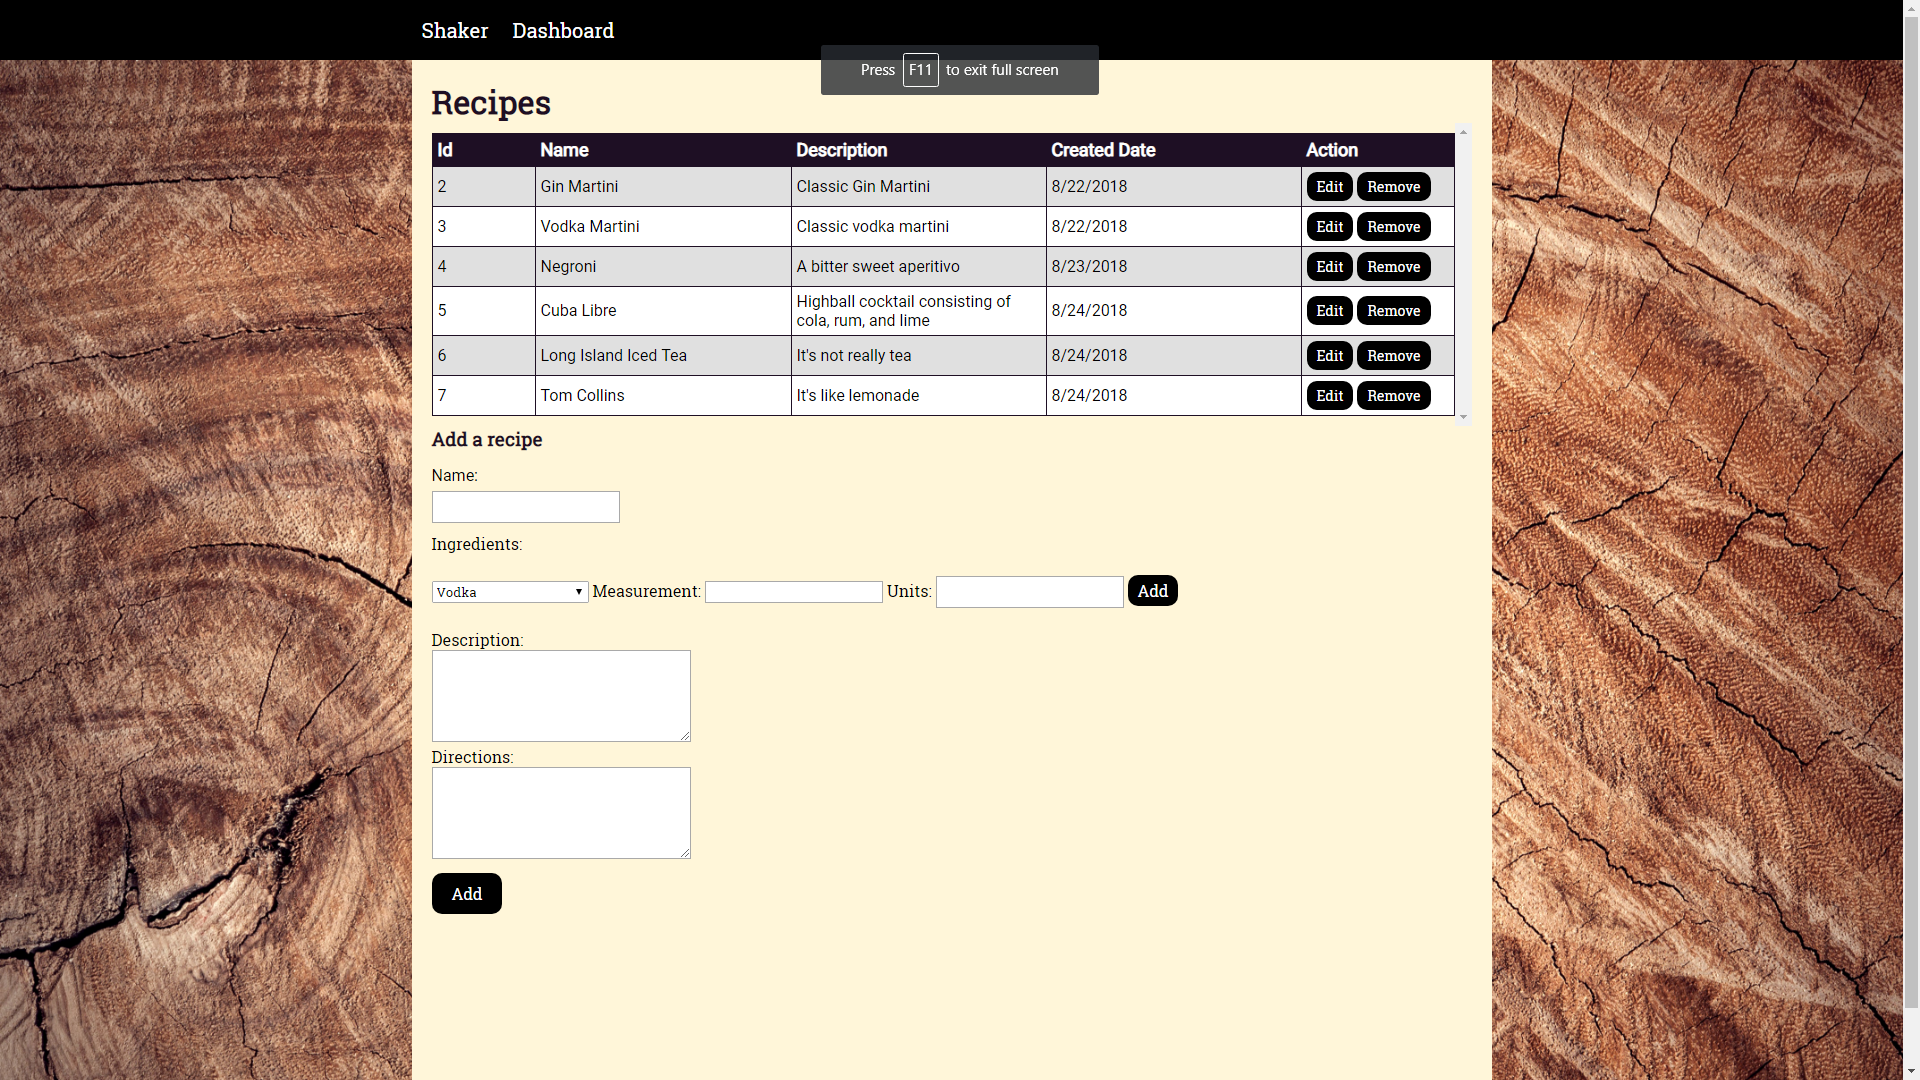 Shaker Dashboard
Press F11 to exit full screen
Recipes
Id Name Description Created Date Action
2 Gin Martini Classic Gin Martini 8/22/2018 Edit Remove
3 Vodka Martini Classic vodka martini 8/22/2018 Edit Remove
4 Negroni A bitter sweet aperitivo 8/23/2018 Edit Remove
5 Cuba Libre Highball cocktail consisting of
cola, rum, and lime 8/24/2018 Edit Remove
6 Long Island Iced Tea It's not really tea 8/24/2018 Edit Remove
7 Tom Collins It's like lemonade 8/24/2018 Edit Remove
Add a recipe
Name:
Ingredients:
Vodka Measurement: Units: Add
Description:
Directions:
Add